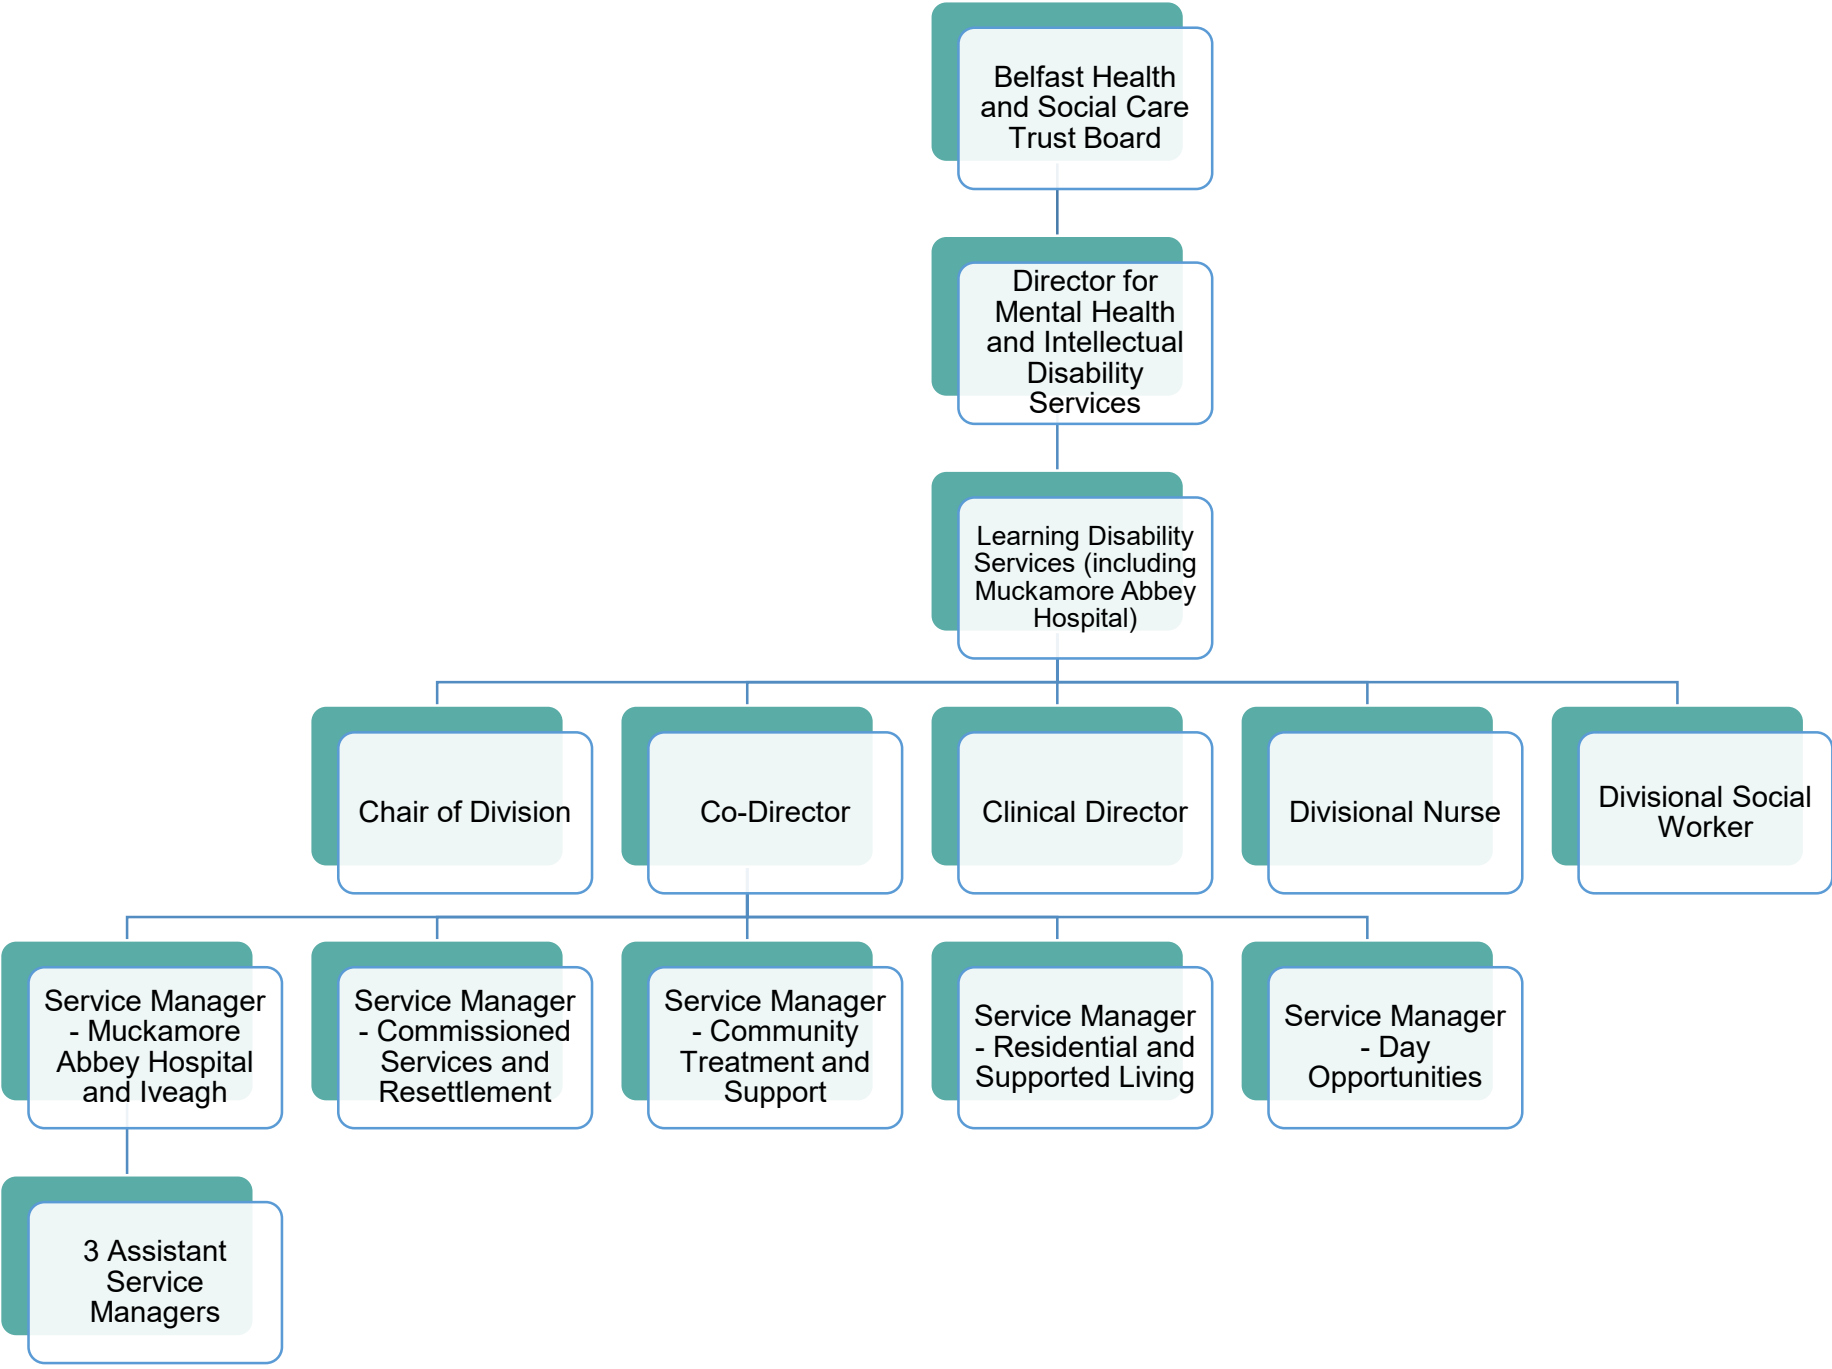 Belfast Health
and Social Care
Trust Board
Director for
Mental Health
and Intellectual
Disability
Services
Learning Disability
Services (including
Muckamore Abbey
Hospital)
Chair of Division
Co-Director
Clinical Director
Divisional Nurse
Divisional Social
Worker
Service Manager
- Muckamore
Abbey Hospital
and Iveagh
Service Manager
- Commissioned
Services and
Resettlement
Service Manager
- Community
Treatment and
Support
Service Manager
- Residential and
Supported Living
Service Manager
- Day
Opportunities
3 Assistant
Service
Managers